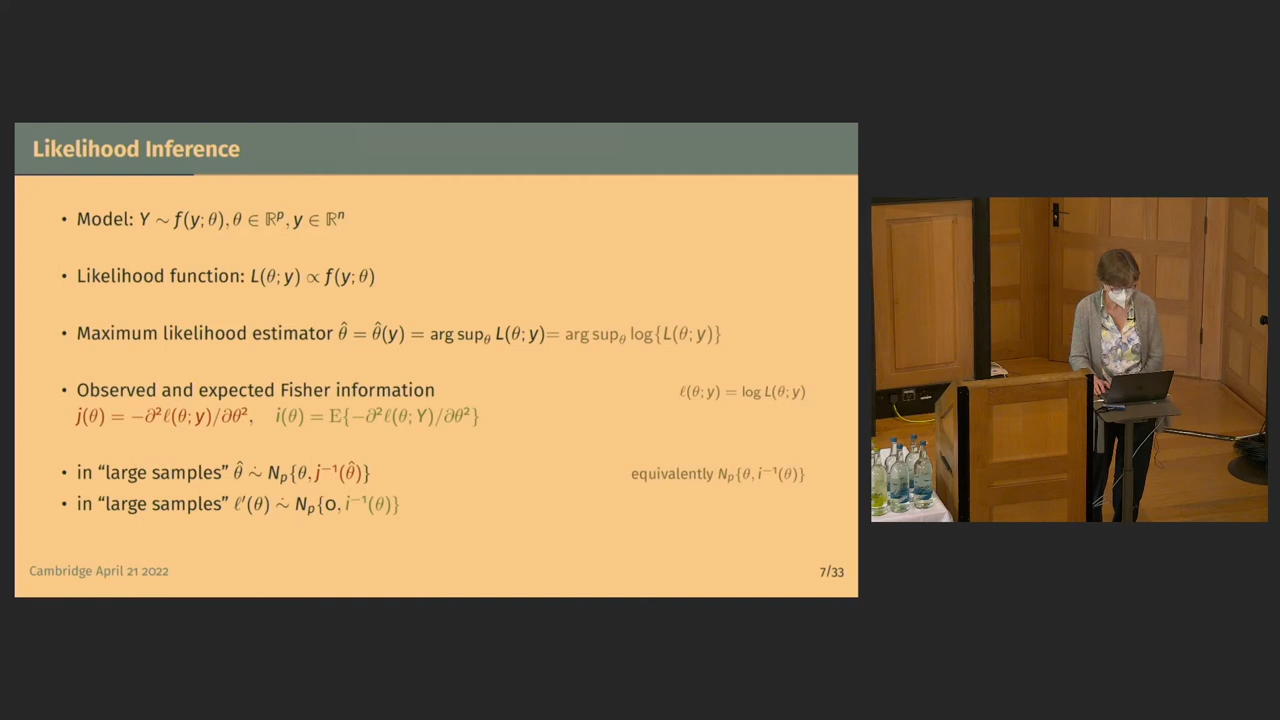 Likelihood Inference
• Model: Y ∼ f(y; θ), θ ∈ ℝᵖ, y ∈ ℝⁿ
• Likelihood function: L(θ; y) ∝ f(y; θ)
• Maximum likelihood estimator θ̂ = θ̂(y) = arg sup_θ L(θ; y)= arg sup_θ log{L(θ; y)}
• Observed and expected Fisher information ℓ(θ; y) = log L(θ; y)
j(θ) = −∂²ℓ(θ; y)/∂θ², i(θ) = E{−∂²ℓ(θ; Y)/∂θ²}
• in “large samples” θ̂ ∼̇ N_p{θ, j⁻¹(θ̂)} equivalently N_p{θ, i⁻¹(θ)}
• in “large samples” ℓ′(θ) ∼̇ N_p{0, i⁻¹(θ)}
Cambridge April 21 2022 7/33